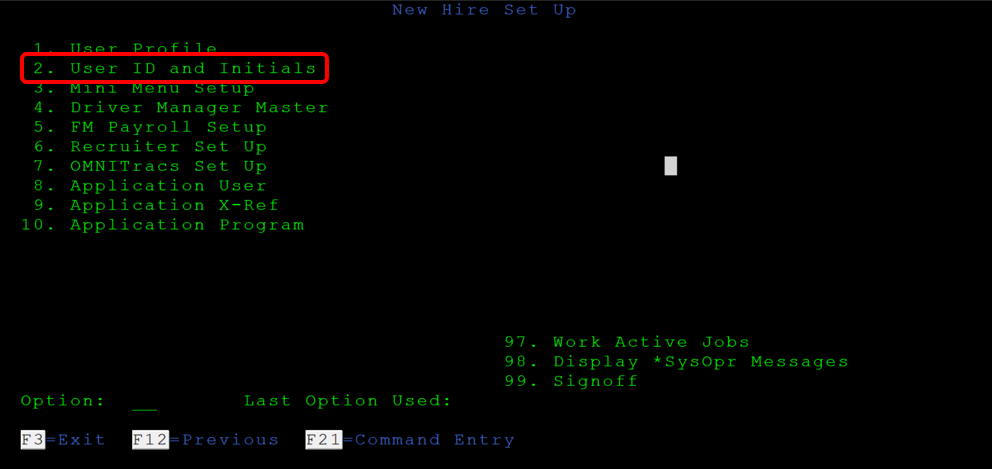 New Hire Set Up
1. User Profile
2. User ID and Initials
3. Mini Menu Setup
4. Driver Manager Master
5. FM Payroll Setup
6. Recruiter Set Up
7. OMNITracs Set Up
8. Application User
9. Application X-Ref
10. Application Program
97. Work Active Jobs
98. Display *SysOpr Messages
99. Signoff
Option: __ Last Option Used:
F3=Exit F12=Previous F21=Command Entry